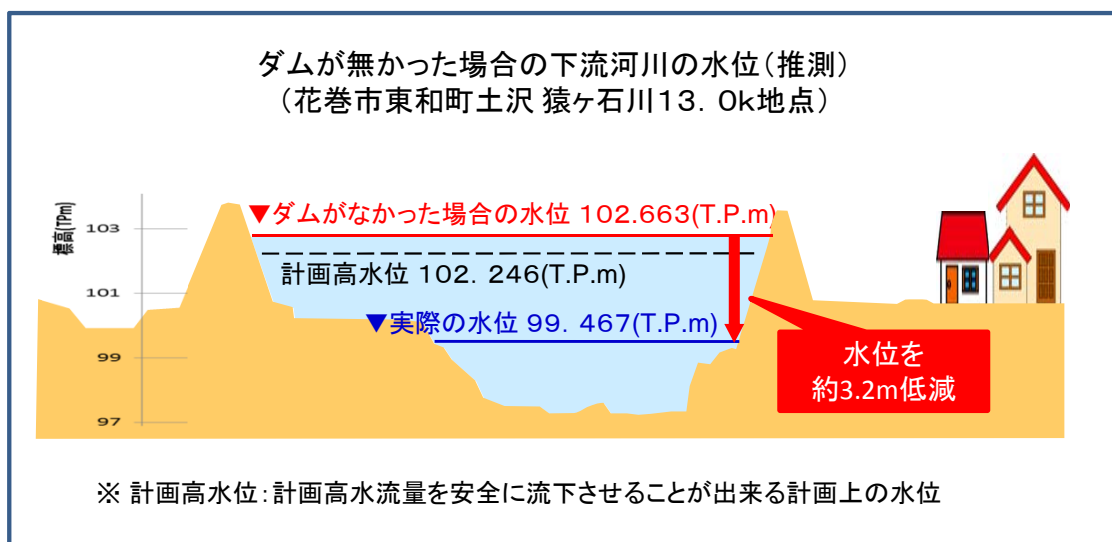 ダムが無かった場合の下流河川の水位(推測)
(花巻市東和町土沢 猿ヶ石川13. 0k地点)
標高(TPm)
103
101
99
97
▼ダムがなかった場合の水位 102.663(T.P.m)
計画高水位 102. 246(T.P.m)
▼実際の水位 99. 467(T.P.m)
水位を
約3.2m低減
※ 計画高水位:計画高水流量を安全に流下させることが出来る計画上の水位